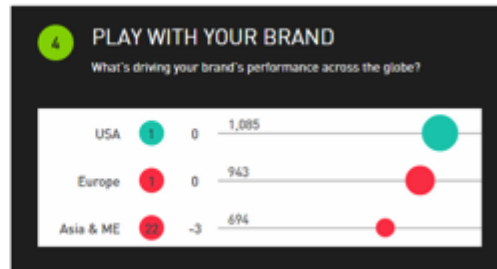 4 PLAY WITH YOUR BRAND
What's driving your brand's performance across the globe?
USA 1 0 1,085
Europe 1 0 943
Asia & ME 22 -3 694